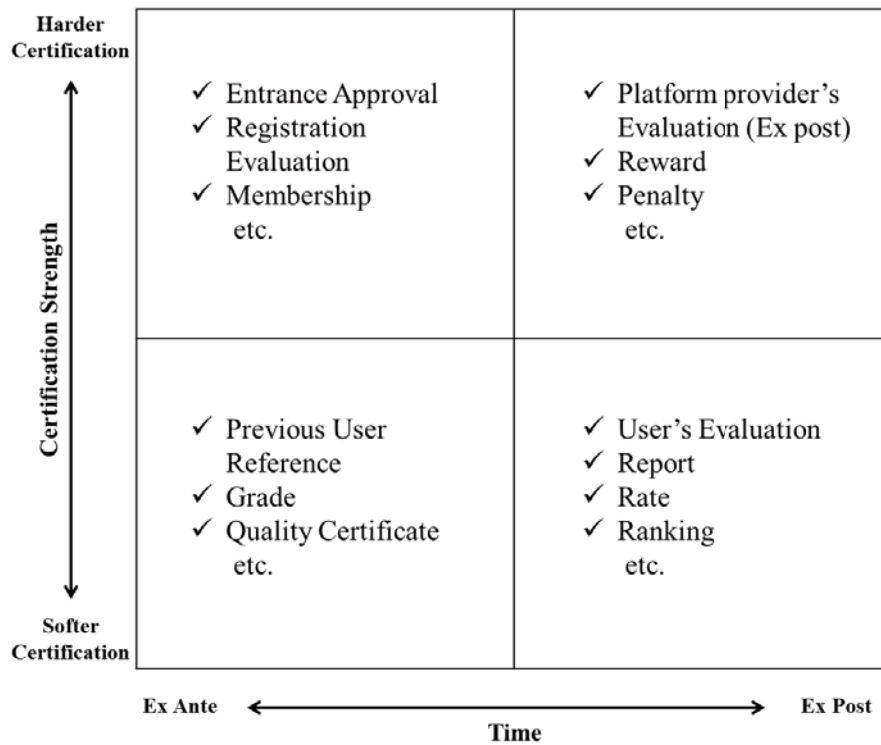 Harder
Certification
✓ Entrance Approval
✓ Registration
Evaluation
✓ Membership
etc.
✓ Platform provider's
Evaluation (Ex post)
✓ Reward
✓ Penalty
etc.
Certification Strength
✓ Previous User
Reference
✓ Grade
✓ Quality Certificate
etc.
✓ User's Evaluation
✓ Report
✓ Rate
✓ Ranking
etc.
Softer
Certification
Ex Ante
Ex Post
Time